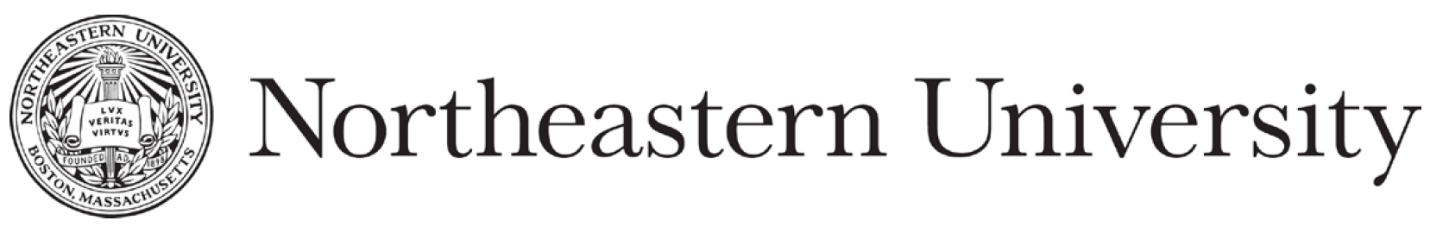 NORTHEASTERN UNIVERSITY
LVX
VERITAS
VIRTVS
FOUNDED A.D. 1898
BOSTON, MASSACHUSETTS
Northeastern University